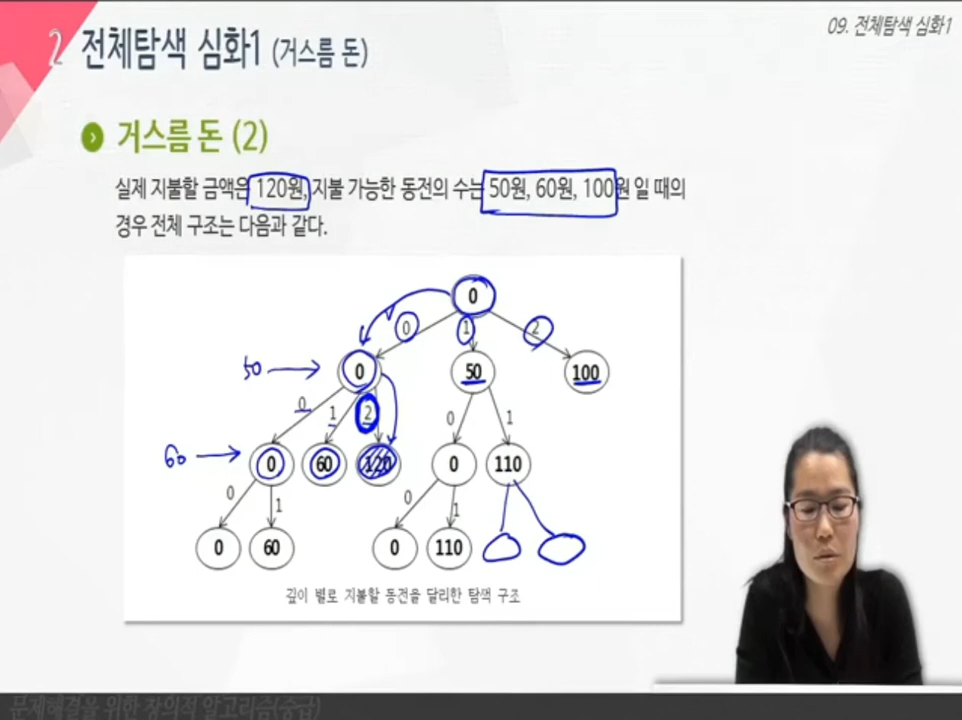 09. 전체탐색 심화1
2 전체탐색 심화1 (거스름 돈)
거스름 돈 (2)
실제 지불할 금액은 120원, 지불 가능한 동전의 수는 50원, 60원, 100원 일 때의
경우 전체 구조는 다음과 같다.
0
0 1 2
50 0 50 100
0 1 2 0 1
60 0 60 120 0 110
0 1 0 1
0 60 0 110
깊이 별로 지불할 동전을 달리한 탐색 구조
문제해결을 위한 창의적 알고리즘(중급)